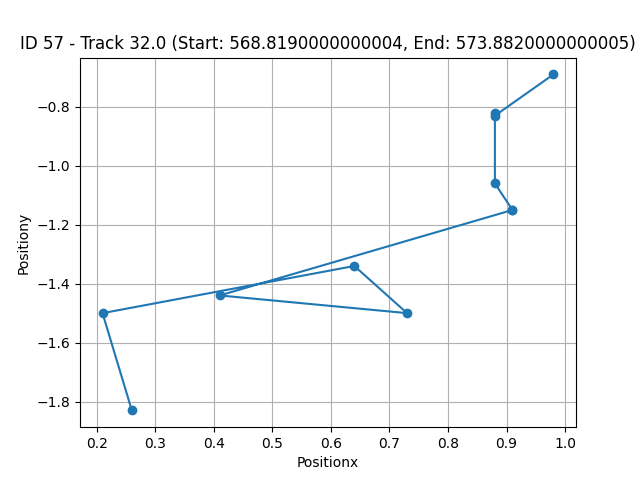 ID 57 - Track 32.0 (Start: 568.8190000000004, End: 573.8820000000005)
Positiony
−0.8
−1.0
−1.2
−1.4
−1.6
−1.8
0.2 0.3 0.4 0.5 0.6 0.7 0.8 0.9 1.0
Positionx